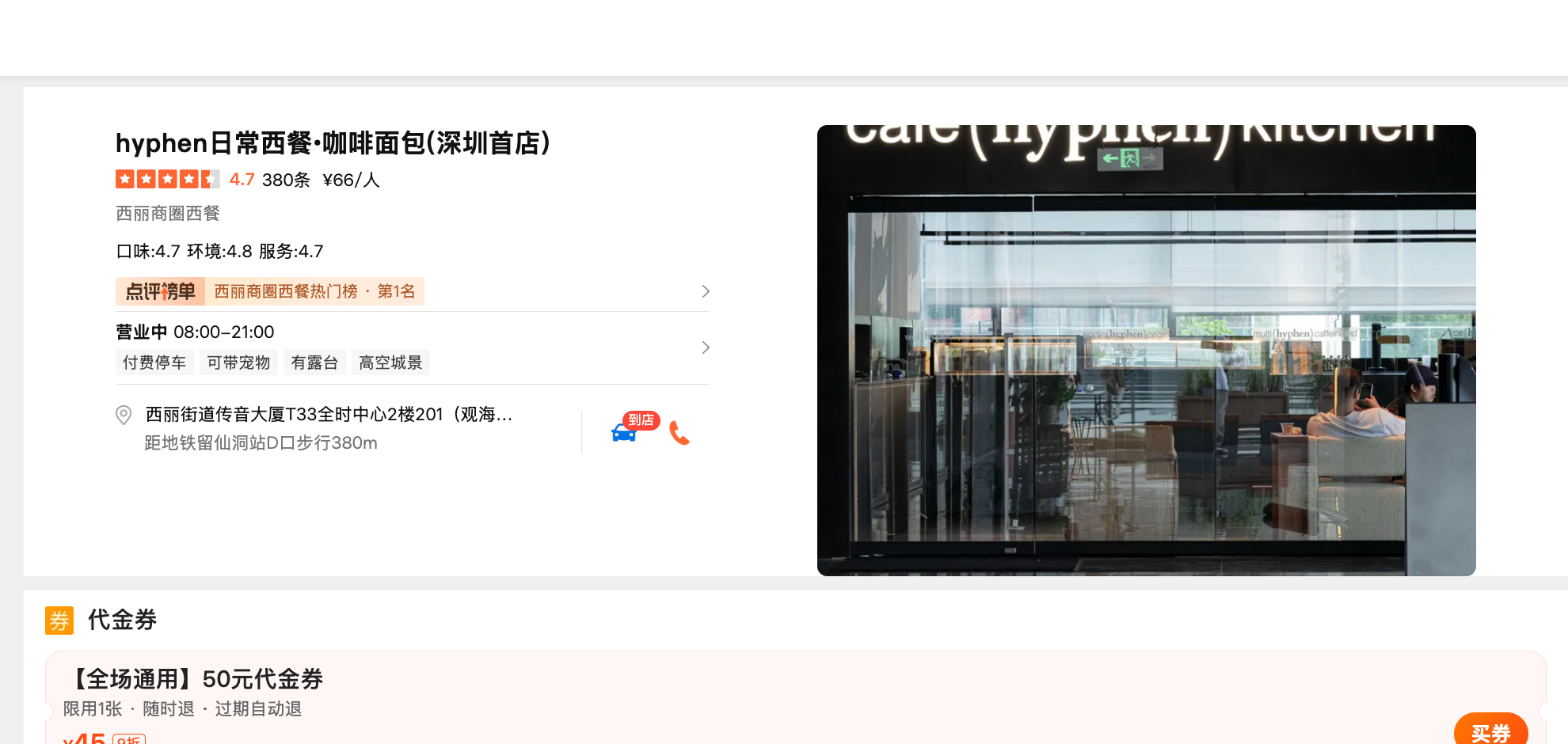 hyphen日常西餐·咖啡面包(深圳首店)
4.7 380条 ¥66/人
西丽商圈西餐
口味:4.7 环境:4.8 服务:4.7
点评榜单 西丽商圈西餐热门榜 · 第1名
营业中 08:00-21:00
付费停车 可带宠物 有露台 高空城景
西丽街道传音大厦T33全时中心2楼201（观海...
距地铁留仙洞站D口步行380m
到店
cafe (hyphen) kitchen
券 代金券
【全场通用】50元代金券
限用1张 · 随时退 · 过期自动退
¥45 9折
买券